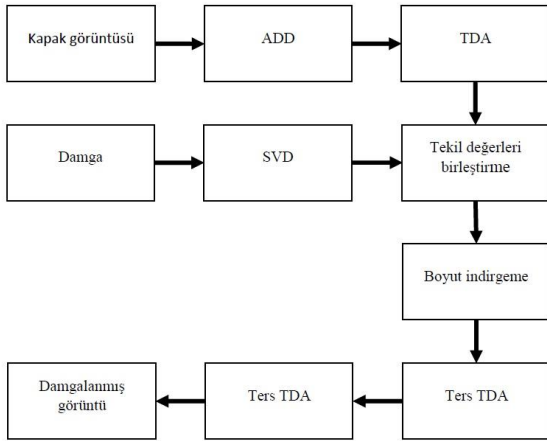 Kapak görüntüsü
ADD
TDA
Damga
SVD
Tekil değerleri
birleştirme
Boyut indirgeme
Damgalanmış
görüntü
Ters TDA
Ters TDA